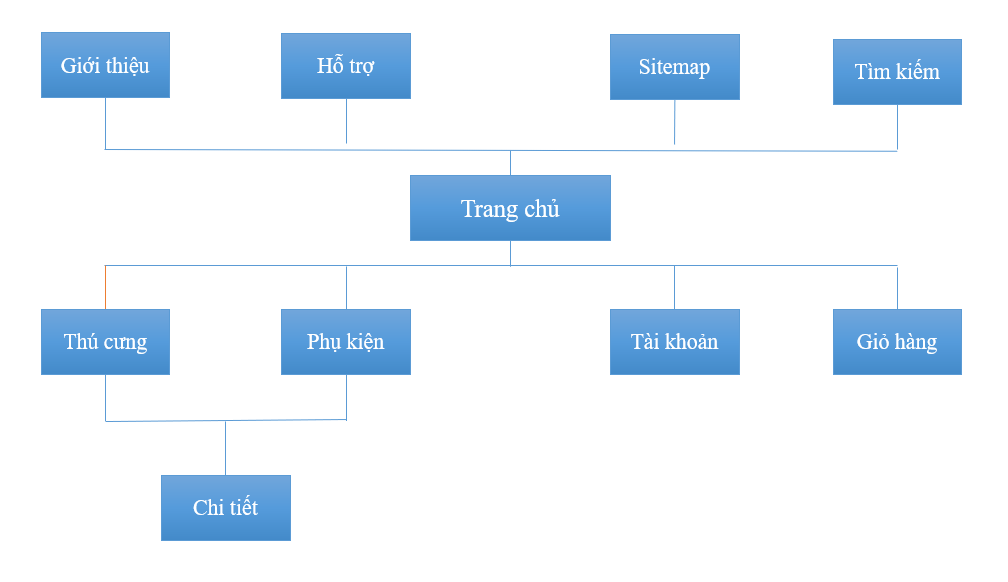 Giới thiệu
Hỗ trợ
Sitemap
Tìm kiếm
Trang chủ
Thú cưng
Phụ kiện
Tài khoản
Giỏ hàng
Chi tiết